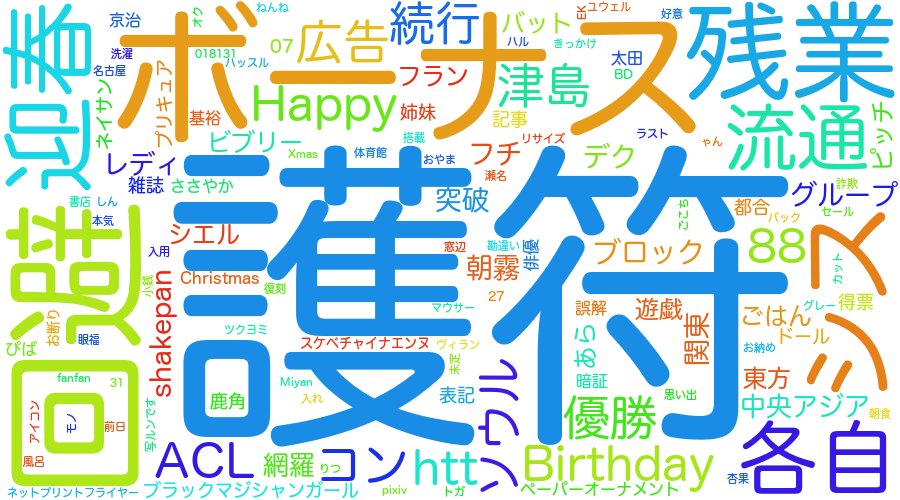 京治
オク
ねんね
続行
バット
EK
ユウェル
好意
残業
迎春
洗濯
018131
07
広告
ボーナス
ハル
きっかけ
太田
BD
名古屋
ハッスル
フラン
津島
ネイサン
プリキュア
基裕
Happy
姉妹
記事
ラスト
ゃん
流通
ピッチ
ビブリー
搭載
リサイズ
レディ
Xmas
体育館
おやま
フチ
デク
雑誌
ささやか
瀬名
詐欺
グループ
書店
しん
突破
ごこち
都合
バック
セール
本気
シエル
護符
回避
入用
窓辺
勘違い
俳優
ブロック
88
シス
朝霧
カット
Christmas
小銭
復刻
27
shakepan
マウサー
誤解
遊戯
関東
ごはん
グレー
得票
お断り
眼福
ツクヨミ
ドール
ぴば
スケベチャイナエンヌ
ヴィラン
あら
お納め
fanfan
31
Miyan
未定
ソウル
暗証
東方
鹿角
入れ
表記
思い出
中央アジア
朝食
アイコン
モノ
前日
写ルンです
優勝
風呂
ACL
網羅
りつ
コン
htt
Birthday
各自
杏果
ネットプリントフライヤー
ブラックマジシャンガール
pixiv
トガ
ペーパーオーナメント